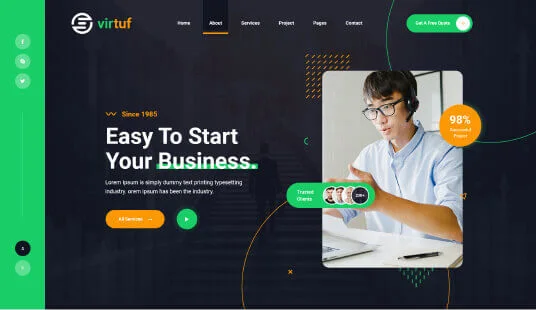 virtuf
Home
About
Services
Project
Pages
Contact
Get A Free Quote
Since 1985
Easy To Start
Your Business.
Lorem Ipsum is simply dummy text printing typesetting
industry. orem Ipsum has been the industry.
All Services
98%
Successful
Project
Trusted
Clients